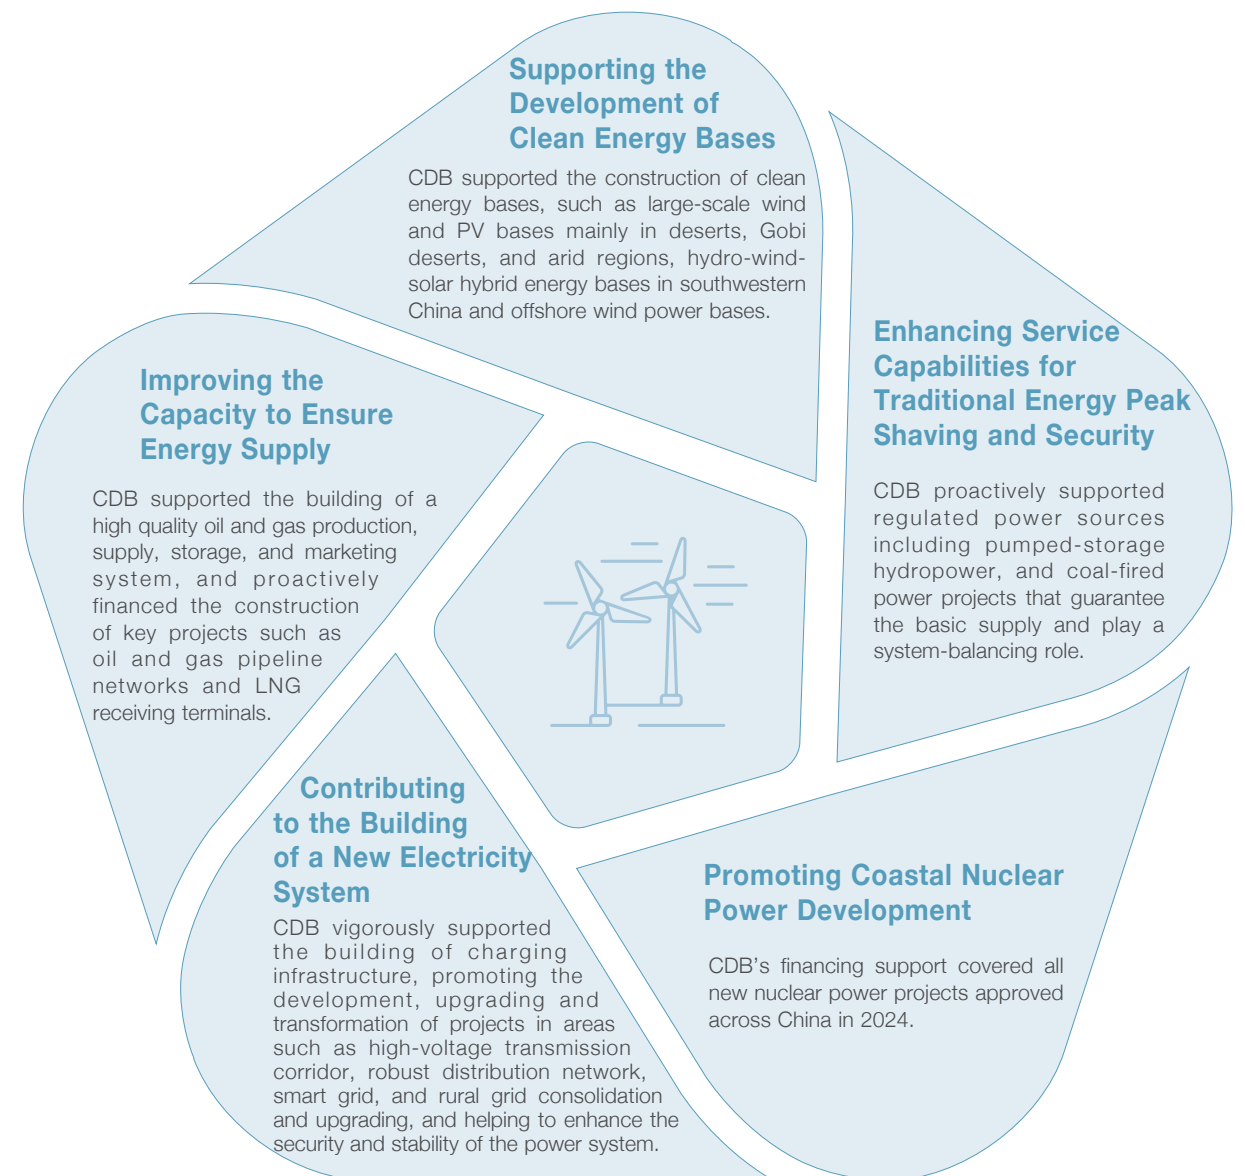 Supporting the
Development of
Clean Energy Bases
CDB supported the construction of clean
energy bases, such as large-scale wind
and PV bases mainly in deserts, Gobi
deserts, and arid regions, hydro-wind-
solar hybrid energy bases in southwestern
China and offshore wind power bases.
Enhancing Service
Capabilities for
Traditional Energy Peak
Shaving and Security
CDB proactively supported
regulated power sources
including pumped-storage
hydropower, and coal-fired
power projects that guarantee
the basic supply and play a
system-balancing role.
Improving the
Capacity to Ensure
Energy Supply
CDB supported the building of a
high quality oil and gas production,
supply, storage, and marketing
system, and proactively
financed the construction
of key projects such as
oil and gas pipeline
networks and LNG
receiving terminals.
Contributing
to the Building
of a New Electricity
System
CDB vigorously supported
the building of charging
infrastructure, promoting the
development, upgrading and
transformation of projects in areas
such as high-voltage transmission
corridor, robust distribution network,
smart grid, and rural grid consolidation
and upgrading, and helping to enhance the
security and stability of the power system.
Promoting Coastal Nuclear
Power Development
CDB's financing support covered all
new nuclear power projects approved
across China in 2024.